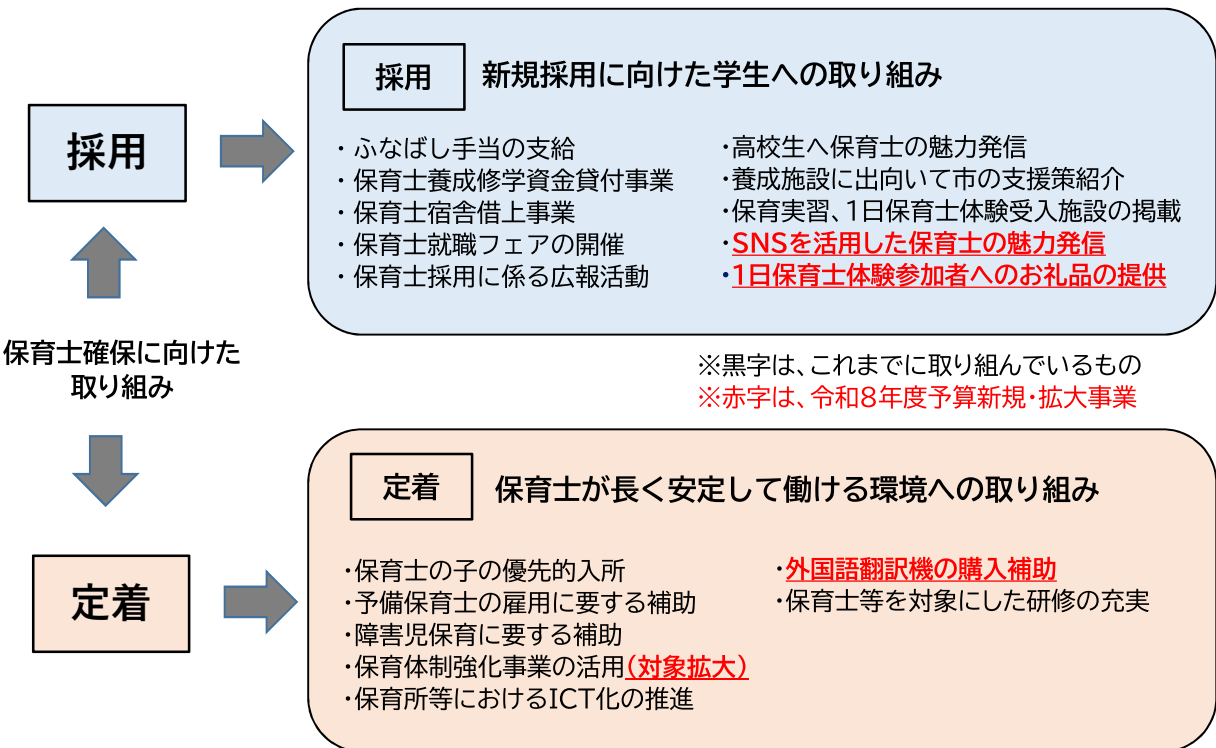 採用
採用
新規採用に向けた学生への取り組み
・ふなばし手当の支給
・保育士養成修学資金貸付事業
・保育士宿舎借上事業
・保育士就職フェアの開催
・保育士採用に係る広報活動
・高校生へ保育士の魅力発信
・養成施設に出向いて市の支援策紹介
・保育実習、1日保育士体験受入施設の掲載
・SNSを活用した保育士の魅力発信
・1日保育士体験参加者へのお礼品の提供
保育士確保に向けた
取り組み
※黒字は、これまでに取り組んでいるもの
※赤字は、令和8年度予算新規・拡大事業
定着
定着
保育士が長く安定して働ける環境への取り組み
・保育士の子の優先的入所
・予備保育士の雇用に要する補助
・障害児保育に要する補助
・保育体制強化事業の活用(対象拡大)
・保育所等におけるICT化の推進
・外国語翻訳機の購入補助
・保育士等を対象にした研修の充実